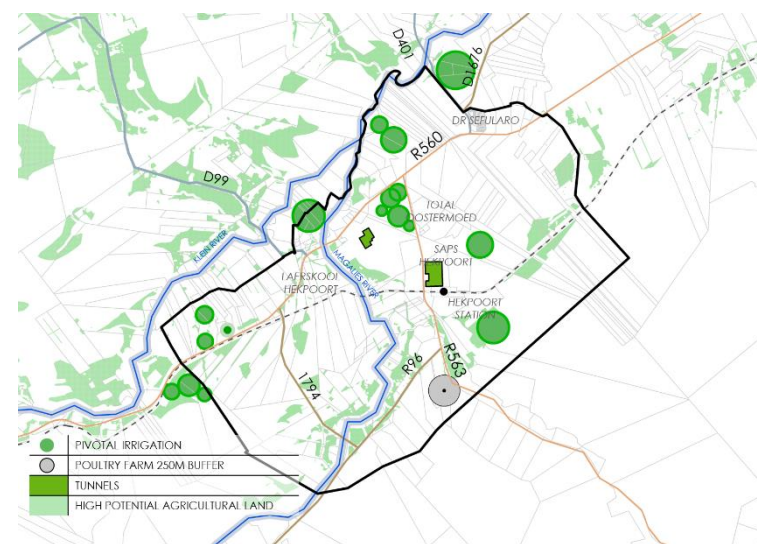 D401
D1676
DR SEFULARO
R560
D99
TOTAL
OOSTERMOED
KLEIN RIVER
MAGALIES RIVER
SAPS
HEKPOORT
LAERSKOOL
HEKPOORT
HEKPOORT
STATION
R563
R96
1794
PIVOTAL IRRIGATION
POULTRY FARM 250M BUFFER
TUNNELS
HIGH POTENTIAL AGRICULTURAL LAND